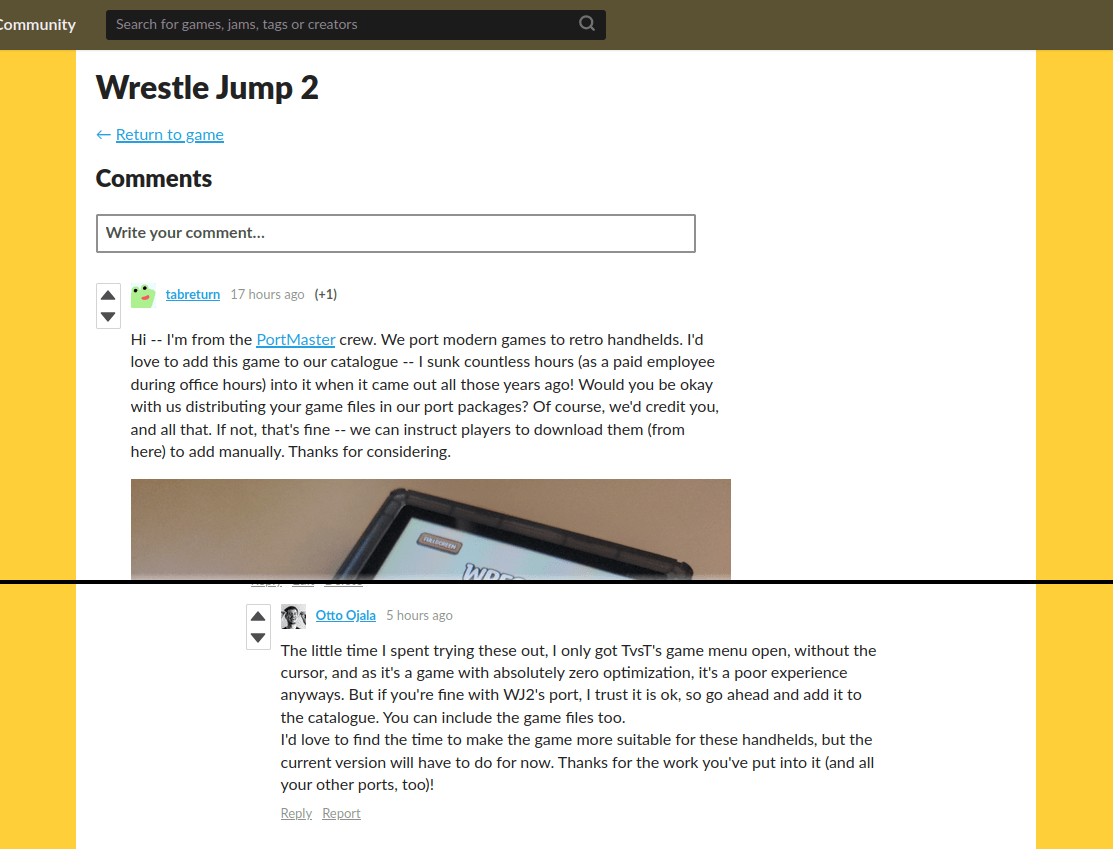 Community
Search for games, jams, tags or creators
Wrestle Jump 2
← Return to game
Comments
Write your comment...
tabreturn 17 hours ago (+1)
Hi -- I'm from the PortMaster crew. We port modern games to retro handhelds. I'd
love to add this game to our catalogue -- I sunk countless hours (as a paid employee
during office hours) into it when it came out all those years ago! Would you be okay
with us distributing your game files in our port packages? Of course, we'd credit you,
and all that. If not, that's fine -- we can instruct players to download them (from
here) to add manually. Thanks for considering.
FULLSCREEN
Otto Ojala 5 hours ago
The little time I spent trying these out, I only got TvsT's game menu open, without the
cursor, and as it's a game with absolutely zero optimization, it's a poor experience
anyways. But if you're fine with WJ2's port, I trust it is ok, so go ahead and add it to
the catalogue. You can include the game files too.
I'd love to find the time to make the game more suitable for these handhelds, but the
current version will have to do for now. Thanks for the work you've put into it (and all
your other ports, too)!
Reply Report